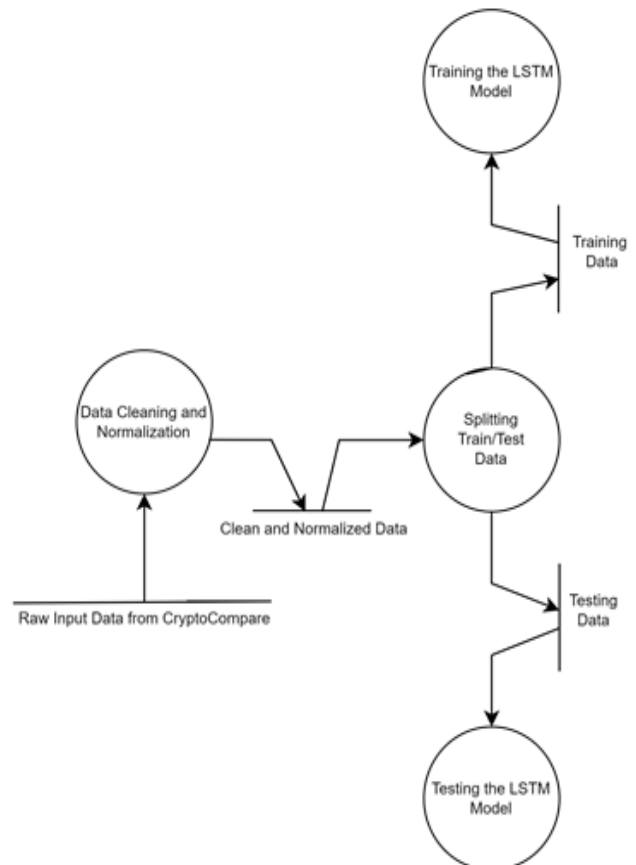 Training the LSTM
Model
Training
Data
Data Cleaning and
Normalization
Splitting
Train/Test
Data
Clean and Normalized Data
Raw Input Data from CryptoCompare
Testing
Data
Testing the LSTM
Model